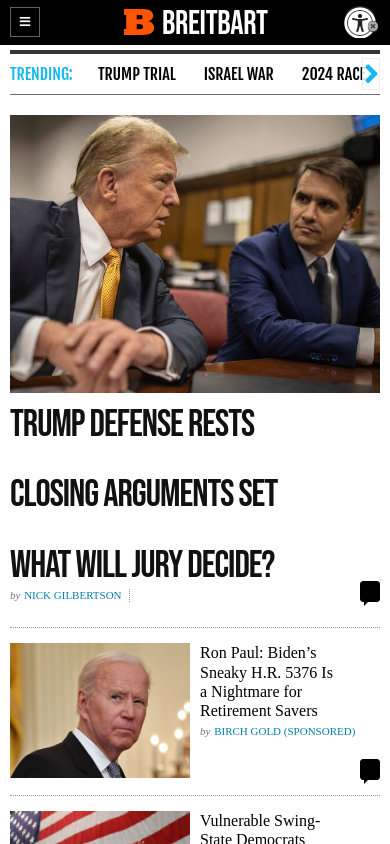 BREITBART
TRENDING:
TRUMP TRIAL
ISRAEL WAR
2024 RACE
TRUMP DEFENSE RESTS
CLOSING ARGUMENTS SET
WHAT WILL JURY DECIDE?
by NICK GILBERTSON
Ron Paul: Biden’s
Sneaky H.R. 5376 Is
a Nightmare for
Retirement Savers
by BIRCH GOLD (SPONSORED)
Vulnerable Swing-
State Democrats